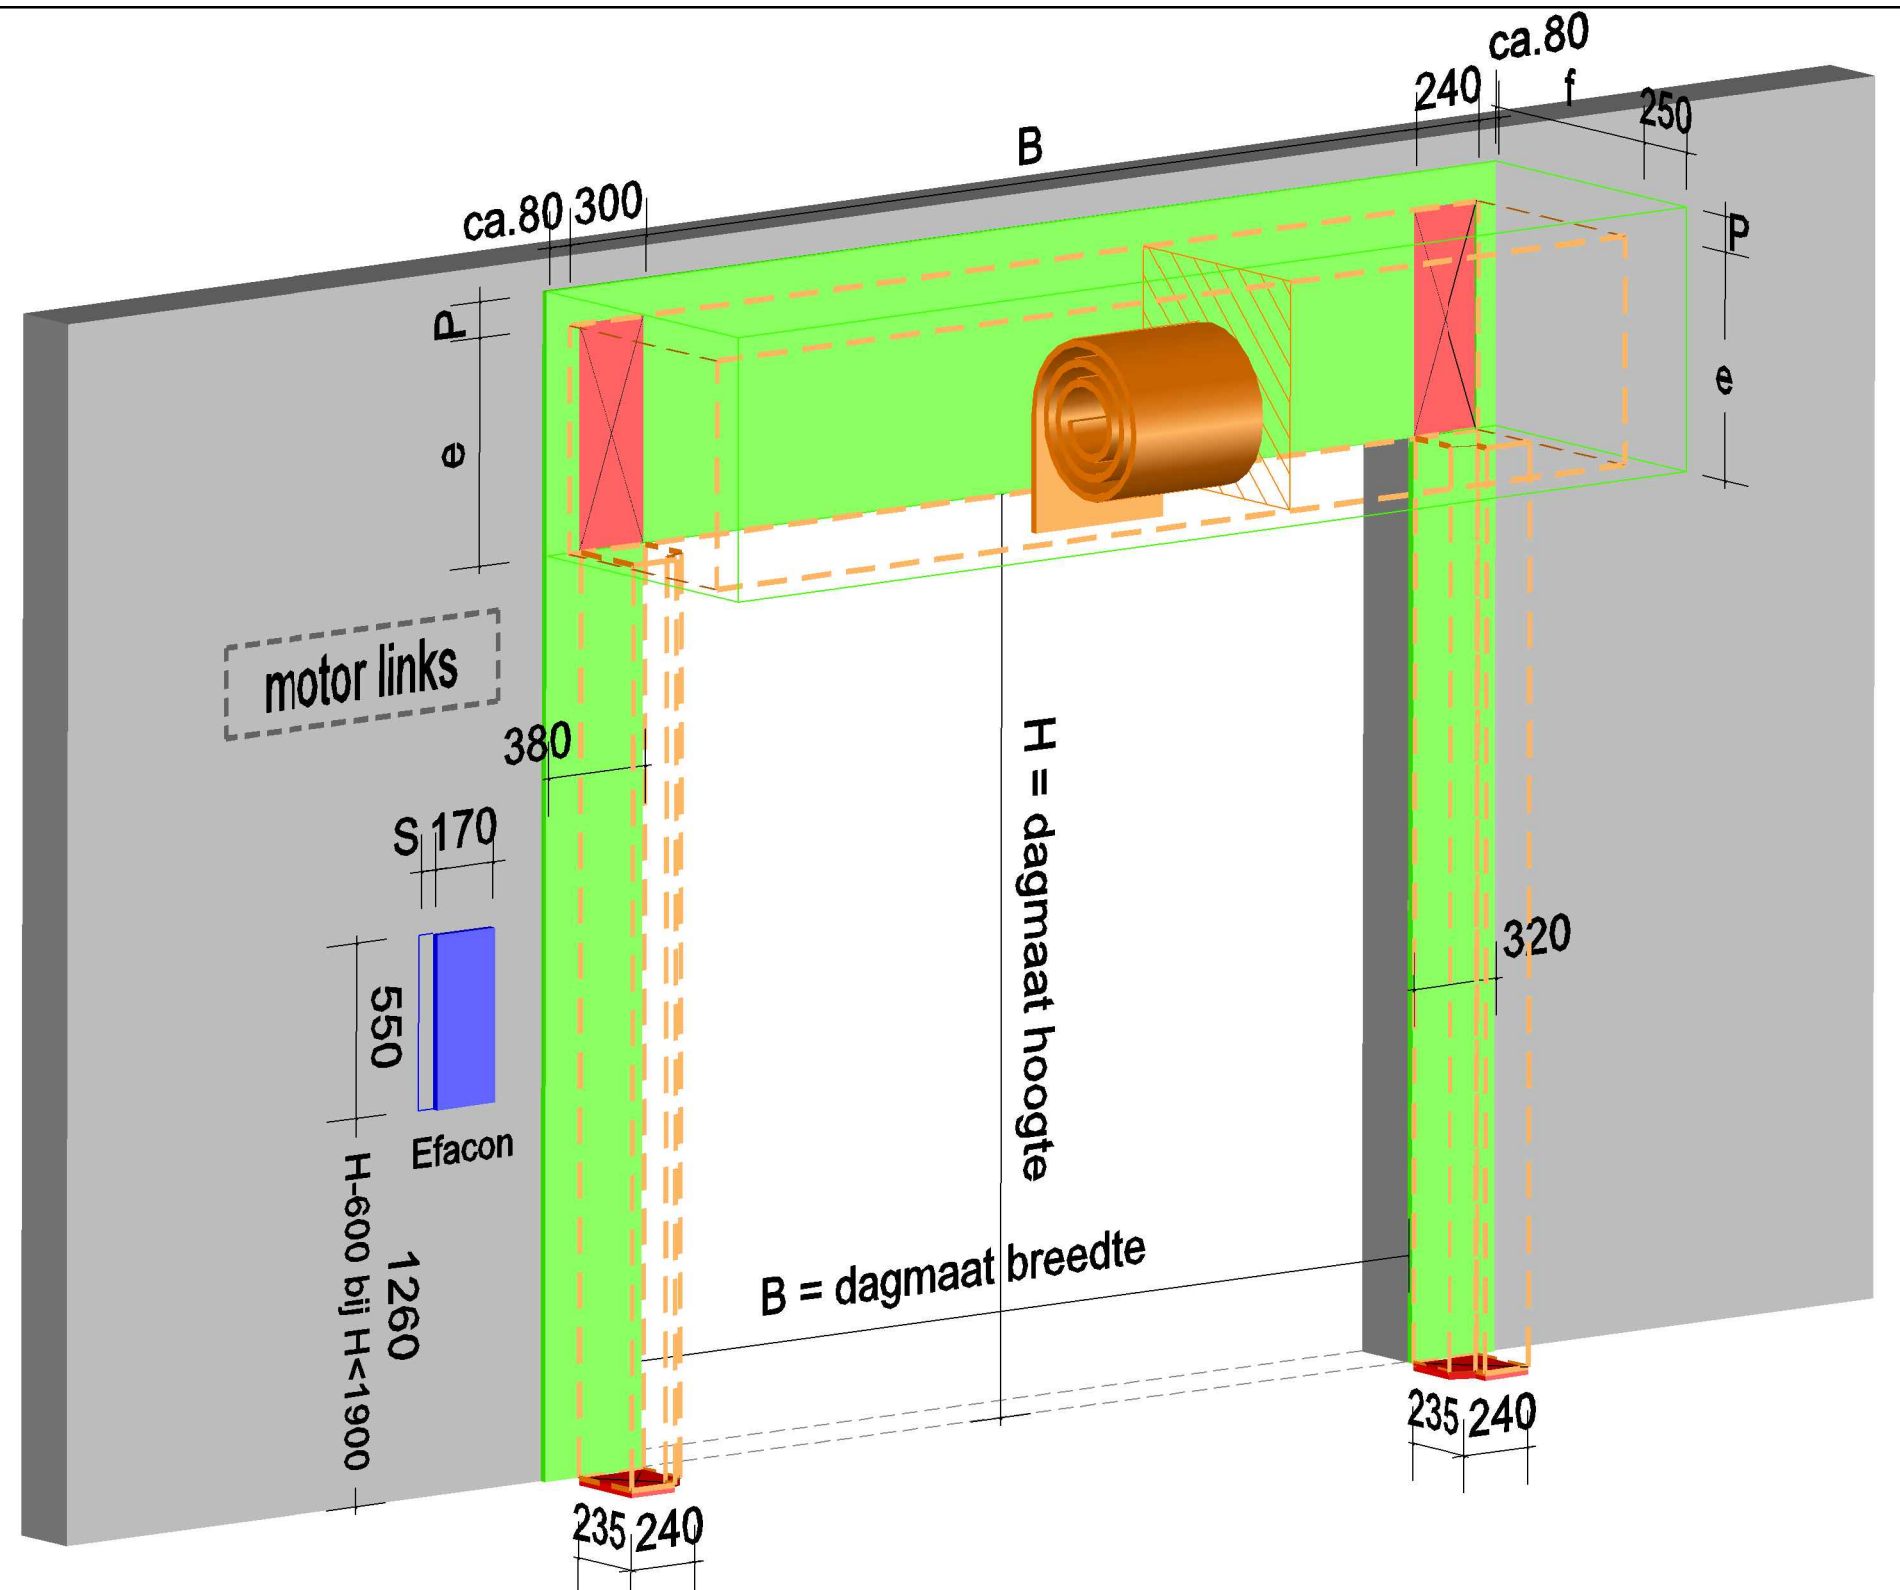 ca.80
f
240
250
B
ca.80 300
P
P
e
e
motor links
380
H = dagmaat hoogte
S 170
320
550
Efacon
1260
H-600 bij H<1900
B = dagmaat breedte
235 240
235 240